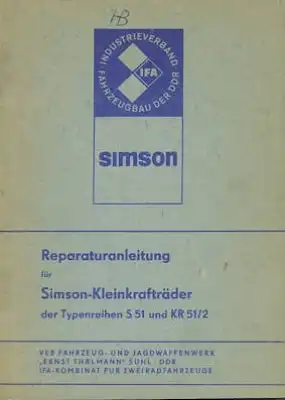 HB
INDUSTRIEVERBAND
FAHRZEUGBAU DER DDR
IFA
simson
Reparaturanleitung
für
Simson-Kleinkrafträder
der Typenreihen S 51 und KR 51/2
VEB FAHRZEUG- UND JAGDWAFFENWERK
„ERNST THÄLMANN" SUHL · DDR
IFA-KOMBINAT FÜR ZWEIRADFAHRZEUGE